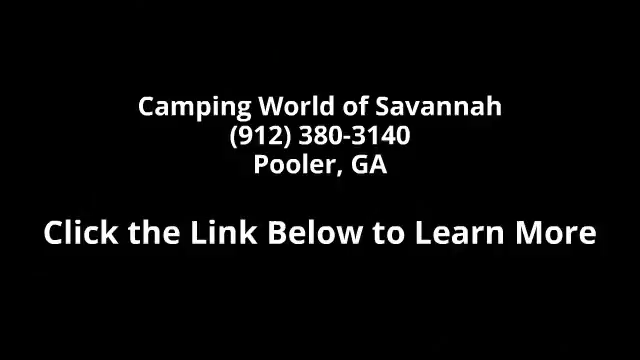 Camping World of Savannah
(912) 380-3140
Pooler, GA
Click the Link Below to Learn More